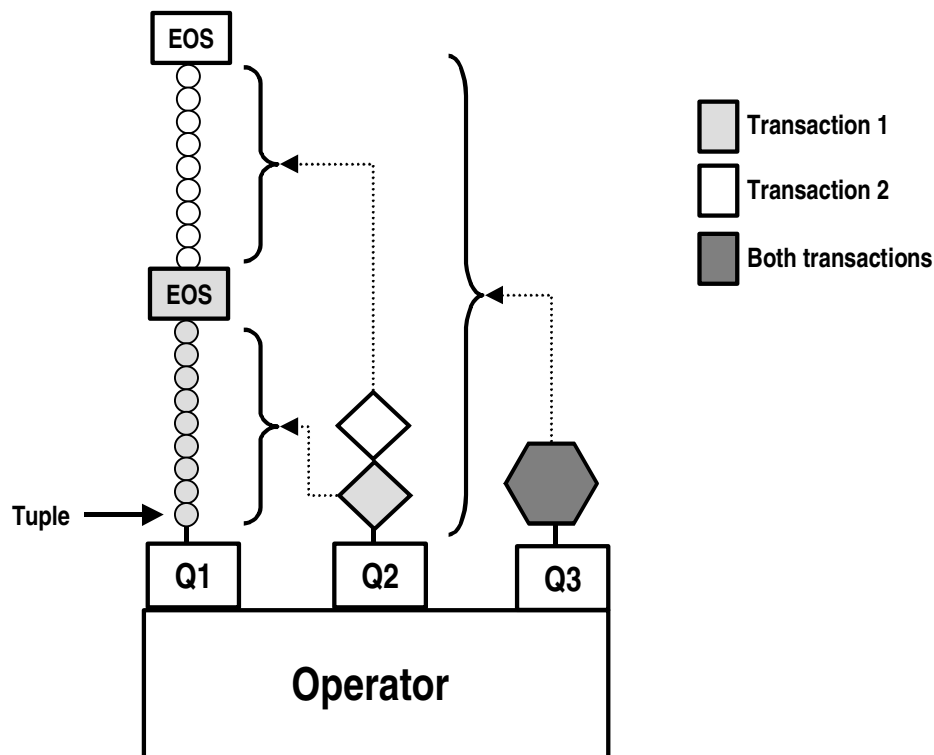 EOS
Transaction 1
Transaction 2
Both transactions
EOS
Tuple
Q1
Q2
Q3
Operator